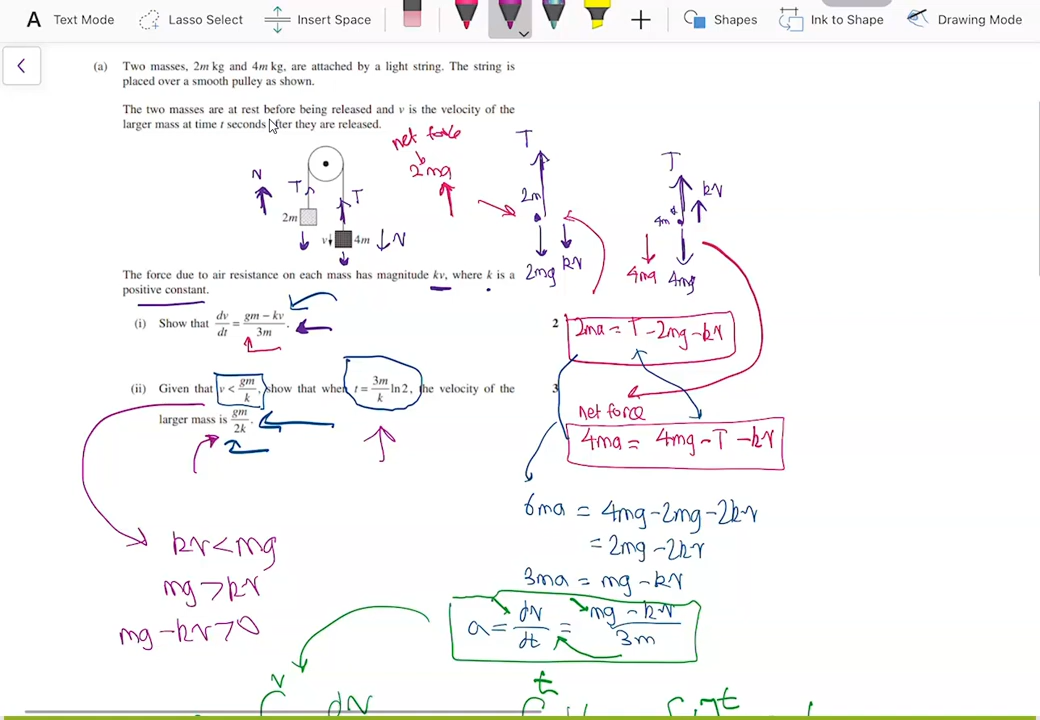 A Text Mode Lasso Select Insert Space Shapes Ink to Shape Drawing Mode
(a) Two masses, 2m kg and 4m kg, are attached by a light string. The string is
placed over a smooth pulley as shown.
The two masses are at rest before being released and v is the velocity of the
larger mass at time t seconds after they are released.
net force
2mg
N
T
T
2m
v
4m
N
T
2m
2mg
kv
T
kv
4m
4ma
4mg
The force due to air resistance on each mass has magnitude kv, where k is a
positive constant.
(i) Show that dv/dt = (gm − kv)/3m.
2
2ma = T - 2mg - kv
(ii) Given that v < gm/k, show that when t = 3m/k ln 2, the velocity of the
larger mass is gm/2k.
3
net force
4ma = 4mg - T - kv
6ma = 4mg - 2mg - 2kv
= 2mg - 2kv
3ma = mg - kv
a = dv/dt = (mg - kv)/3m
kv < mg
mg > kv
mg - kv > 0
v
dv
t